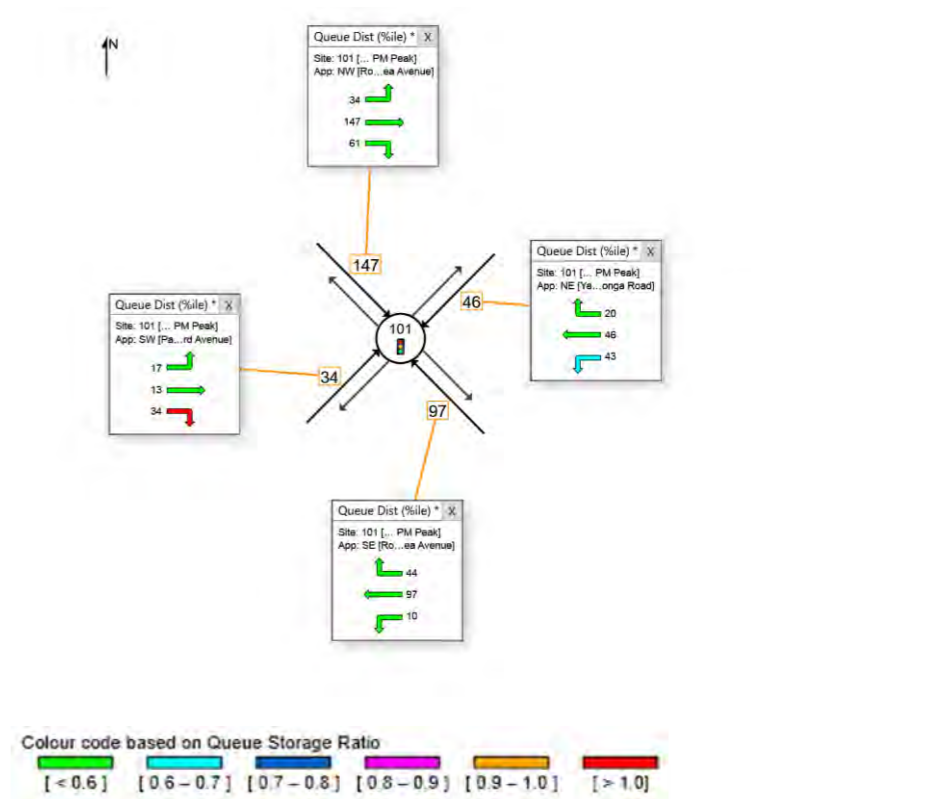 N
Queue Dist (%ile) * X
Site: 101 [... PM Peak]
App: NW [Ro...ea Avenue]
34
147
61
147
Queue Dist (%ile) * X
Site: 101 [... PM Peak]
App: NE [Ya...onga Road]
20
46
43
46
101
Queue Dist (%ile) * X
Site: 101 [... PM Peak]
App: SW [Pa...rd Avenue]
17
13
34
34
97
Queue Dist (%ile) * X
Site: 101 [... PM Peak]
App: SE [Ro...ea Avenue]
44
97
10
Colour code based on Queue Storage Ratio
[ < 0.6 ] [ 0.6 – 0.7 ] [ 0.7 – 0.8 ] [ 0.8 – 0.9 ] [ 0.9 – 1.0 ] [ > 1.0 ]